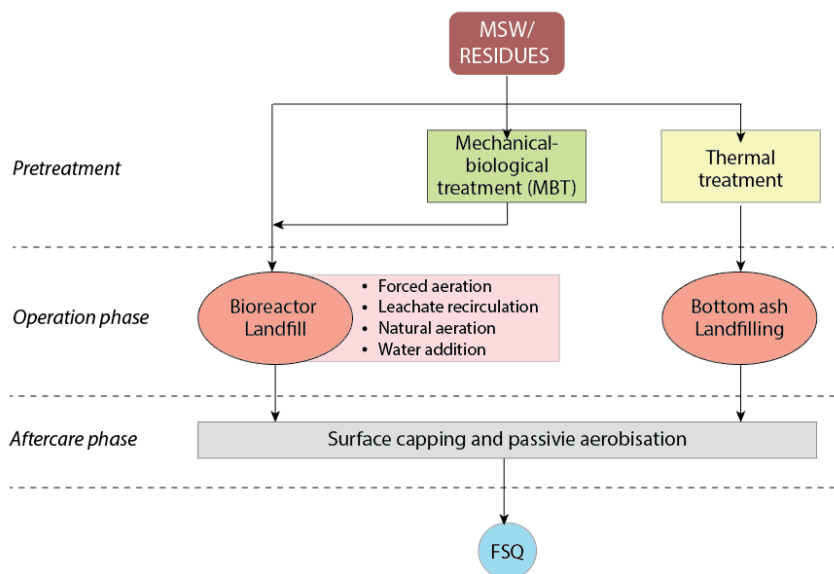 MSW/
RESIDUES
Pretreatment
Mechanical-
biological
treatment (MBT)
Thermal
treatment
Operation phase
Bioreactor
Landfill
• Forced aeration
• Leachate recirculation
• Natural aeration
• Water addition
Bottom ash
Landfilling
Aftercare phase
Surface capping and passivie aerobisation
FSQ